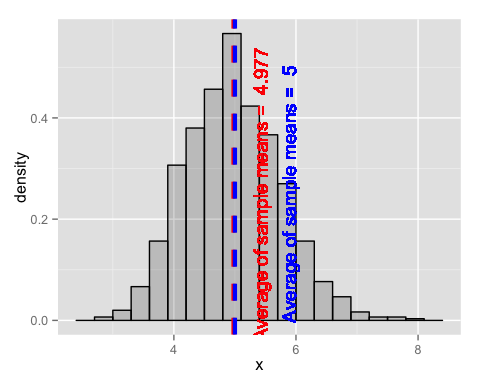 density
0.4
0.2
0.0
Average of sample means = 4.977
Average of sample means = 5
4
6
8
x